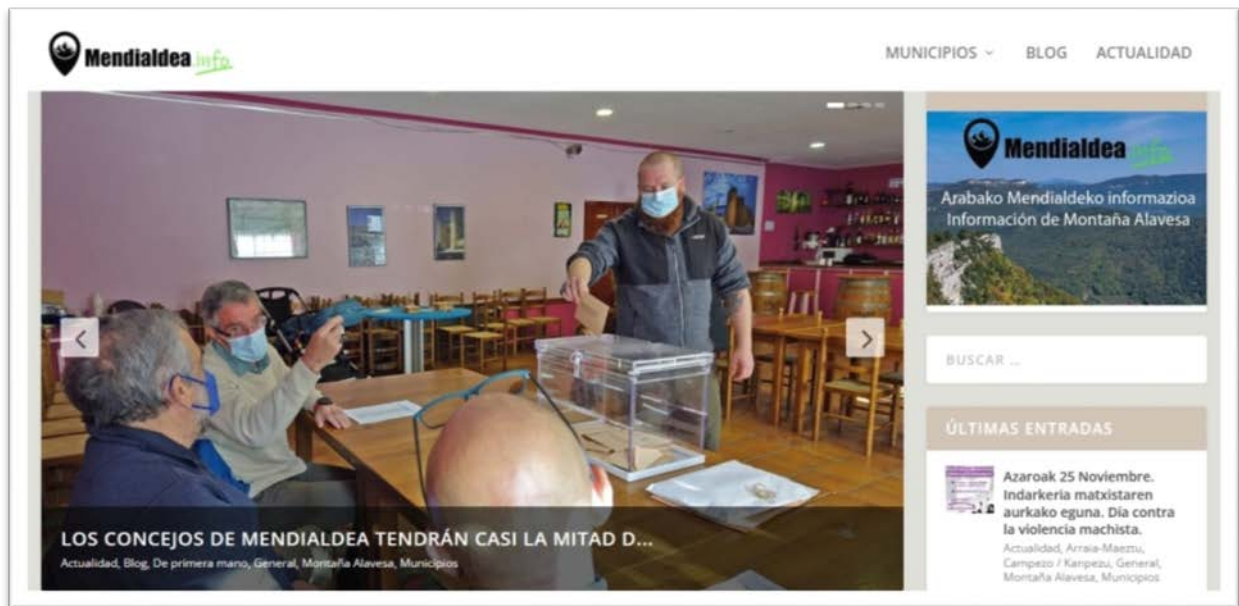 Mendialdea info
MUNICIPIOS
BLOG
ACTUALIDAD
LOS CONCEJOS DE MENDIALDEA TENDRÁN CASI LA MITAD D...
Actualidad, Blog, De primera mano, General, Montaña Alavesa, Municipios
Mendialdea info
Arabako Mendialdeko informazioa
Información de Montaña Alavesa
BUSCAR ...
ÚLTIMAS ENTRADAS
Azaroak 25 Noviembre.
Indarkeria matxistaren
aurkako eguna. Día contra
la violencia machista.
Actualidad, Arraia-Maeztu,
Campezo / Kanpezu, General,
Montaña Alavesa, Municipios